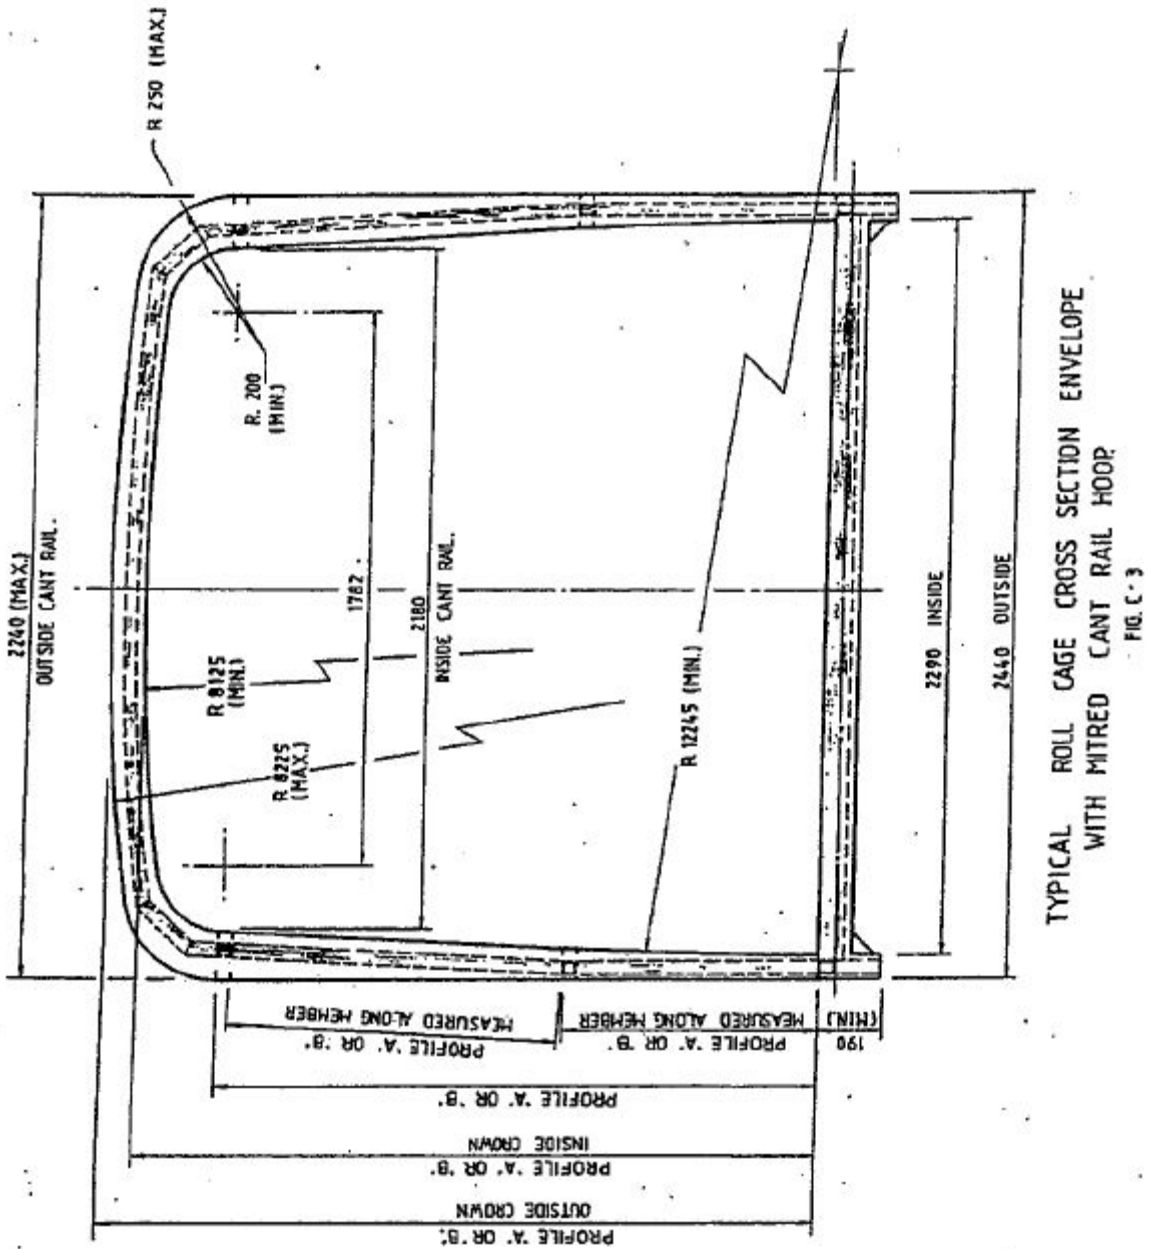 2240 (MAX.)
OUTSIDE CANT RAIL.
R 250 (MAX.)
R. 200
(MIN.)
1782.
2180
INSIDE CANT RAIL.
R 8125
(MIN.)
R 8225
(MAX.)
R 12245 (MIN.)
2290 INSIDE
2440 OUTSIDE
190
(MIN.)
PROFILE 'A' OR 'B'.
MEASURED ALONG MEMBER
PROFILE 'A' OR 'B'.
MEASURED ALONG MEMBER
PROFILE 'A' OR 'B'.
PROFILE 'A' OR 'B'.
INSIDE CROWN
PROFILE 'A' OR 'B'.
OUTSIDE CROWN
TYPICAL ROLL CAGE CROSS SECTION ENVELOPE
WITH MITRED CANT RAIL HOOP.
FIG. C·3